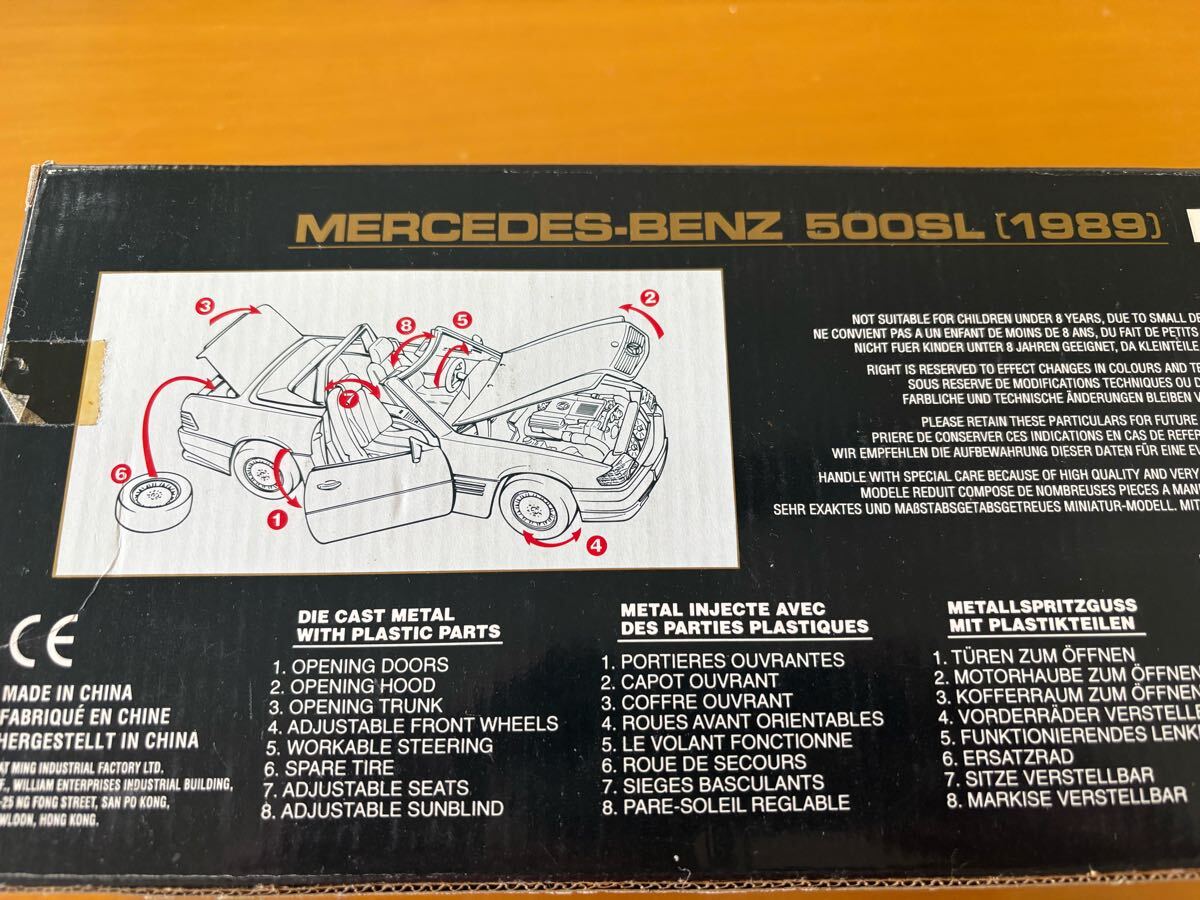 MERCEDES-BENZ 500SL (1989)
3
8
5
2
7
6
1
4
NOT SUITABLE FOR CHILDREN UNDER 8 YEARS, DUE TO SMALL
NE CONVIENT PAS A UN ENFANT DE MOINS DE 8 ANS, DU FAIT DE PETITS
NICHT FUER KINDER UNTER 8 JAHREN GEEIGNET, DA KLEINTEILE
RIGHT IS RESERVED TO EFFECT CHANGES IN COLOURS AND
SOUS RESERVE DE MODIFICATIONS TECHNIQUES OU
FARBLICHE UND TECHNISCHE ÄNDERUNGEN BLEIBEN
PLEASE RETAIN THESE PARTICULARS FOR FUTURE
PRIERE DE CONSERVER CES INDICATIONS EN CAS DE
WIR EMPFEHLEN DIE AUFBEWAHRUNG DIESER DATEN FÜR EINE
HANDLE WITH SPECIAL CARE BECAUSE OF HIGH QUALITY AND VERY
MODELE REDUIT COMPOSE DE NOMBREUSES PIECES A
SEHR EXAKTES UND MAßSTABSGETABSGETREUES MINIATUR-MODELL. MIT
CE
MADE IN CHINA
FABRIQUÉ EN CHINE
HERGESTELLT IN CHINA
MING INDUSTRIAL FACTORY LTD.
WILLIAM ENTERPRISES INDUSTRIAL BUILDING,
25 NG FONG STREET, SAN PO KONG,
HONG KONG.
DIE CAST METAL
WITH PLASTIC PARTS
1. OPENING DOORS
2. OPENING HOOD
3. OPENING TRUNK
4. ADJUSTABLE FRONT WHEELS
5. WORKABLE STEERING
6. SPARE TIRE
7. ADJUSTABLE SEATS
8. ADJUSTABLE SUNBLIND
METAL INJECTE AVEC
DES PARTIES PLASTIQUES
1. PORTIERES OUVRANTES
2. CAPOT OUVRANT
3. COFFRE OUVRANT
4. ROUES AVANT ORIENTABLES
5. LE VOLANT FONCTIONNE
6. ROUE DE SECOURS
7. SIEGES BASCULANTS
8. PARE-SOLEIL REGLABLE
METALLSPRITZGUSS
MIT PLASTIKTEILEN
1. TÜREN ZUM ÖFFNEN
2. MOTORHAUBE ZUM ÖFFNEN
3. KOFFERRAUM ZUM ÖFFNEN
4. VORDERRÄDER
5. FUNKTIONIERENDES
6. ERSATZRAD
7. SITZE VERSTELLBAR
8. MARKISE VERSTELLBAR